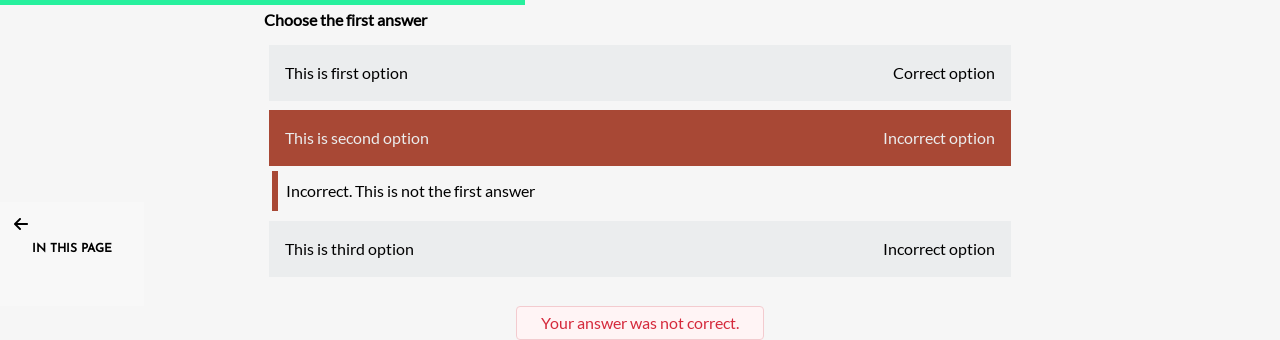 Choose the first answer
This is first option Correct option
This is second option Incorrect option
Incorrect. This is not the first answer
IN THIS PAGE
This is third option Incorrect option
Your answer was not correct.